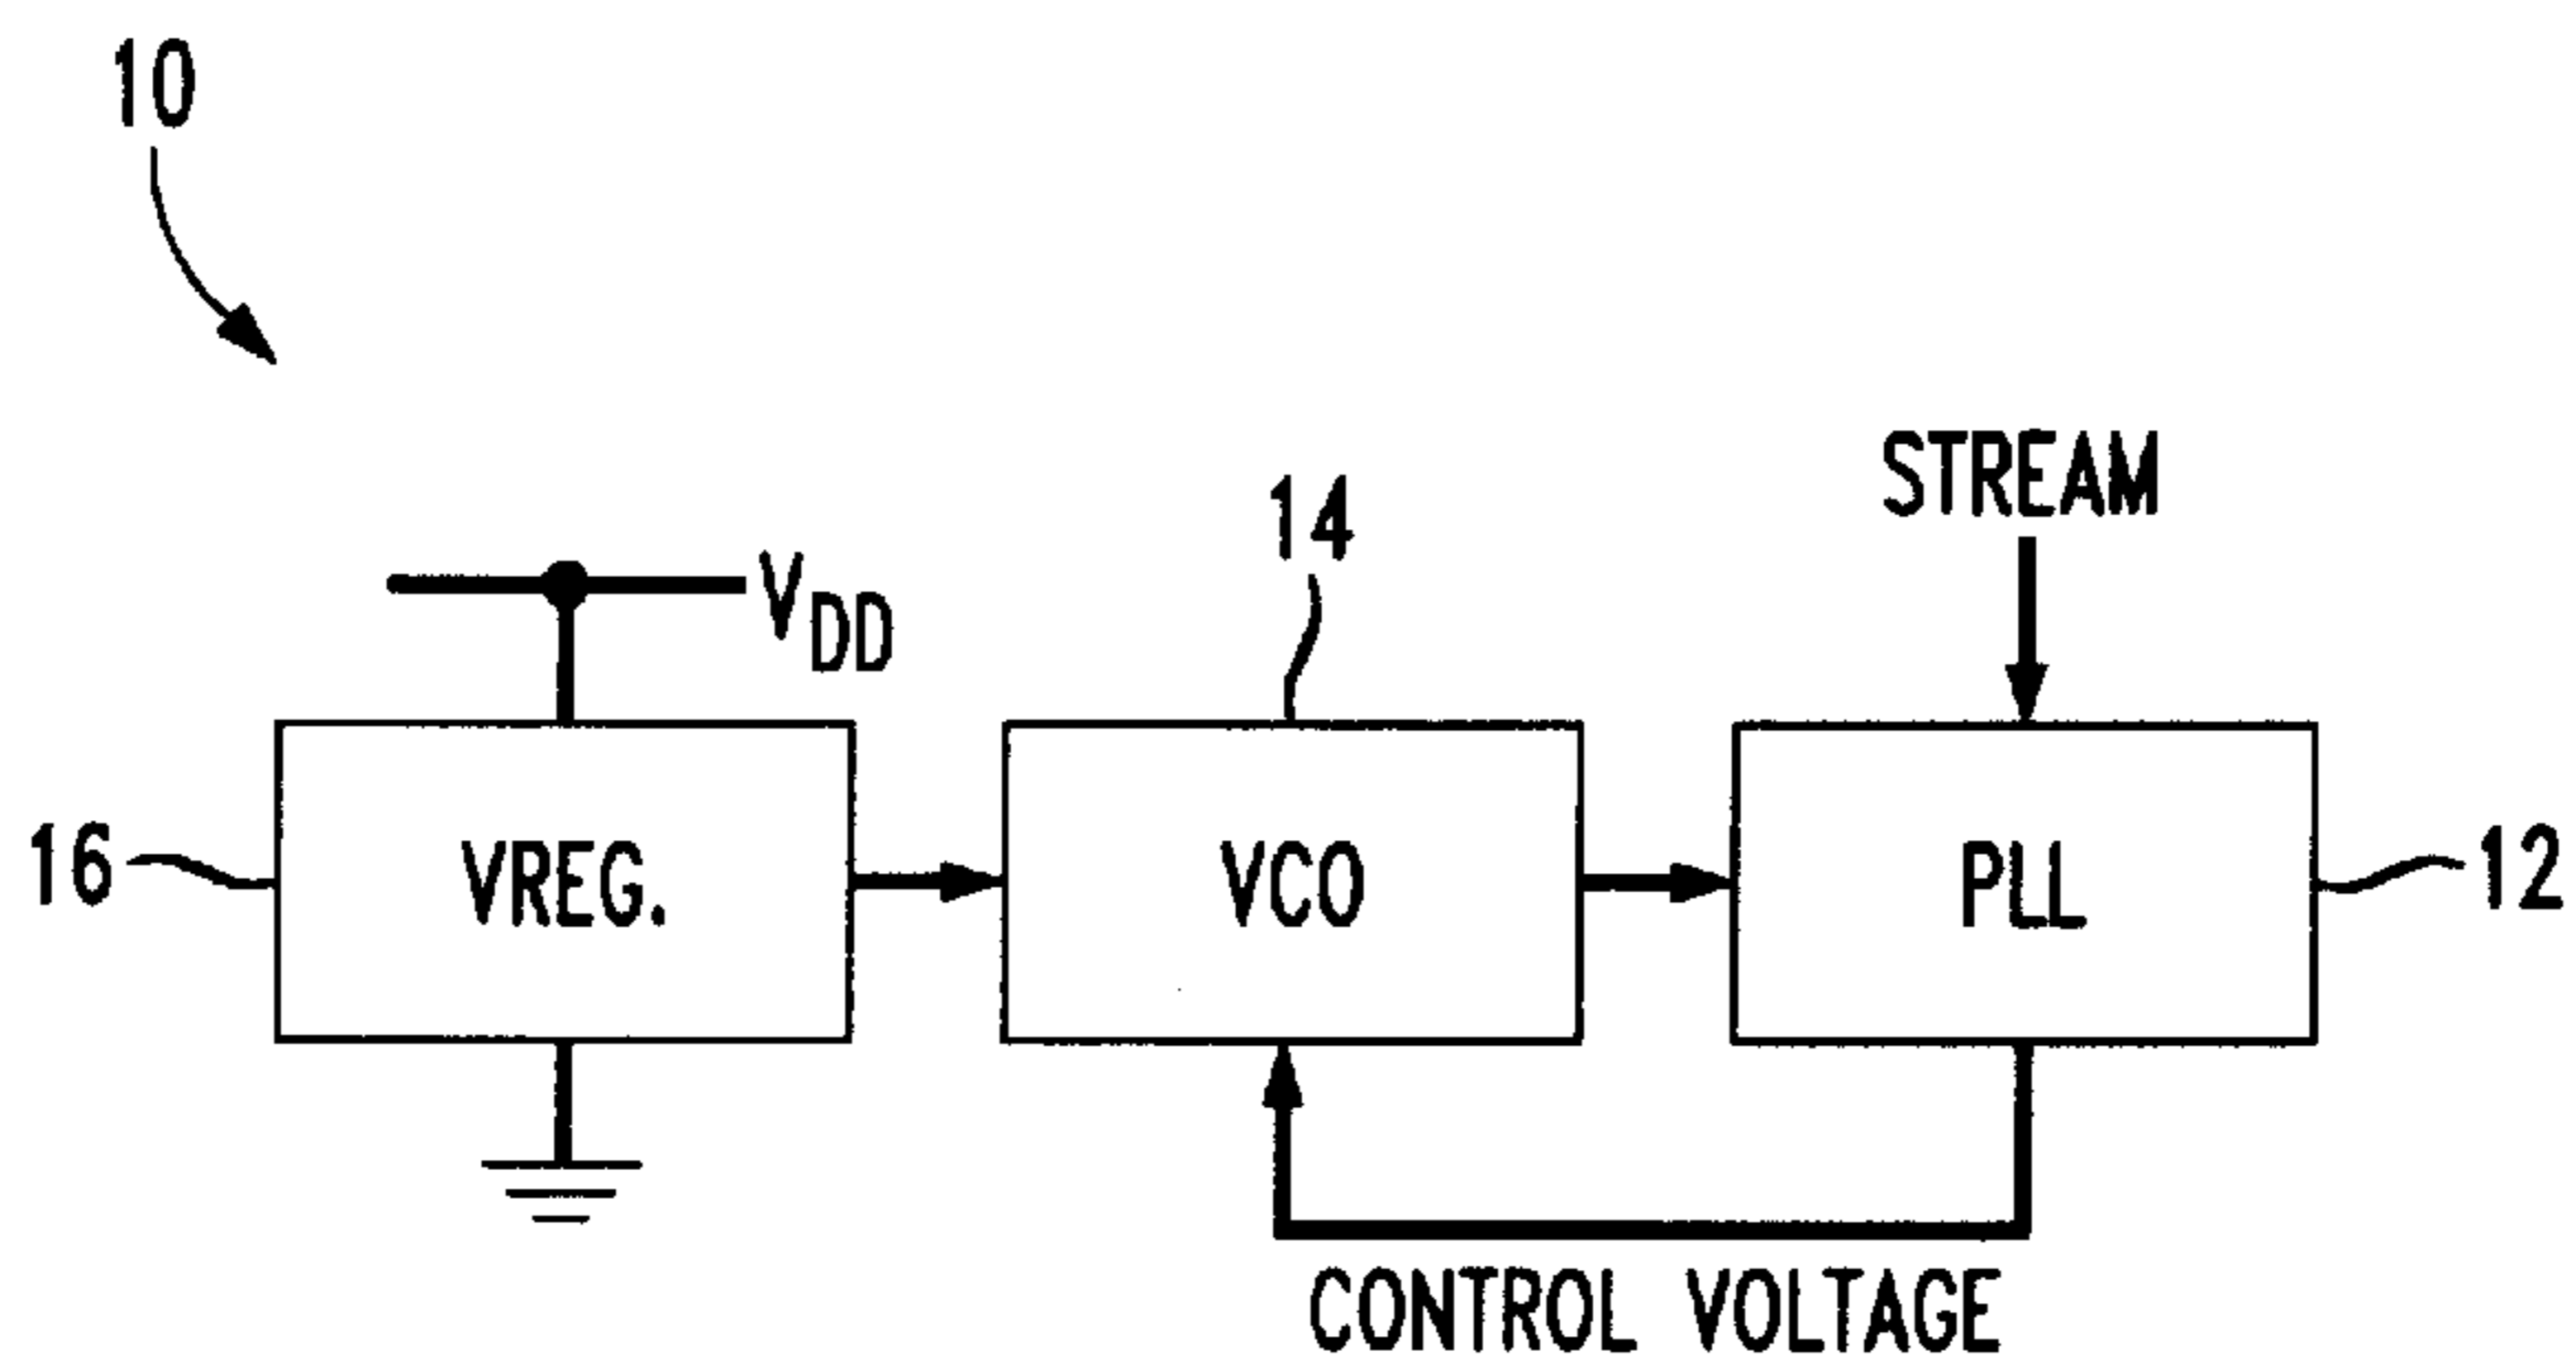 10
STREAM
14
VDD
16
VREG.
VCO
PLL
12
CONTROL VOLTAGE